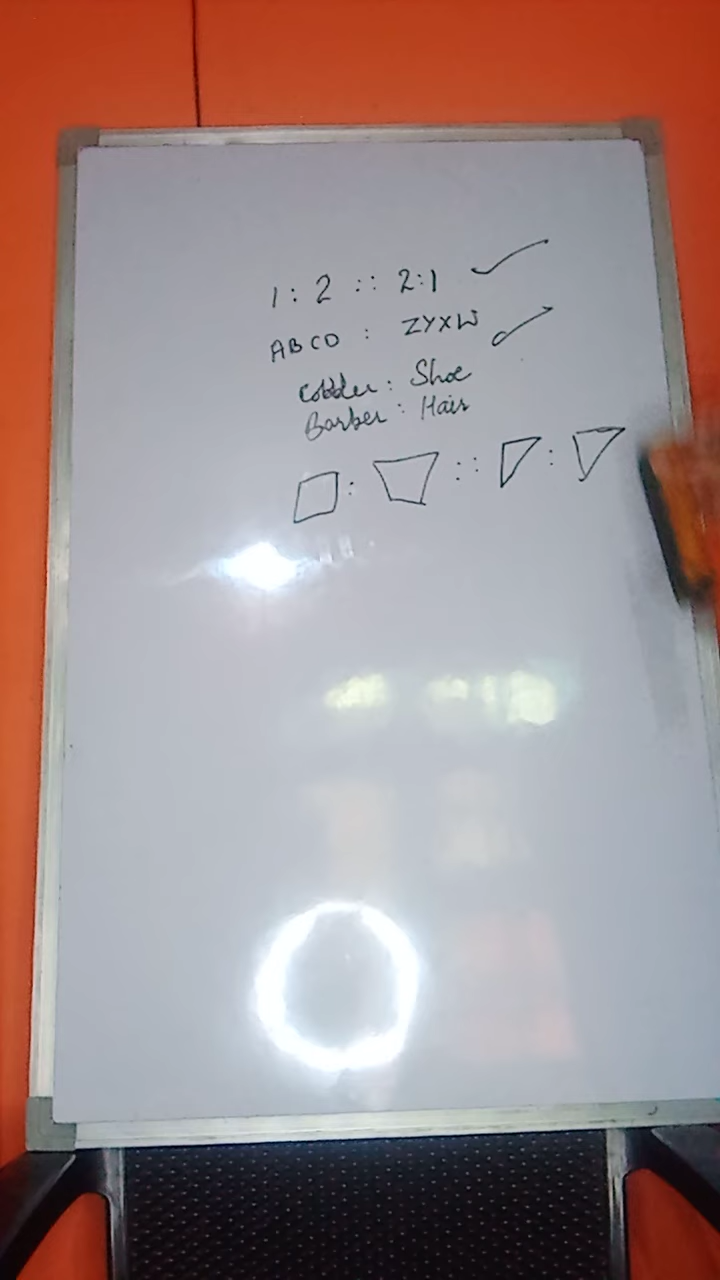 1 : 2 :: 2:1
ABCD : ZYXW
Cobbler : Shoe
Barber : Hair
: :: :